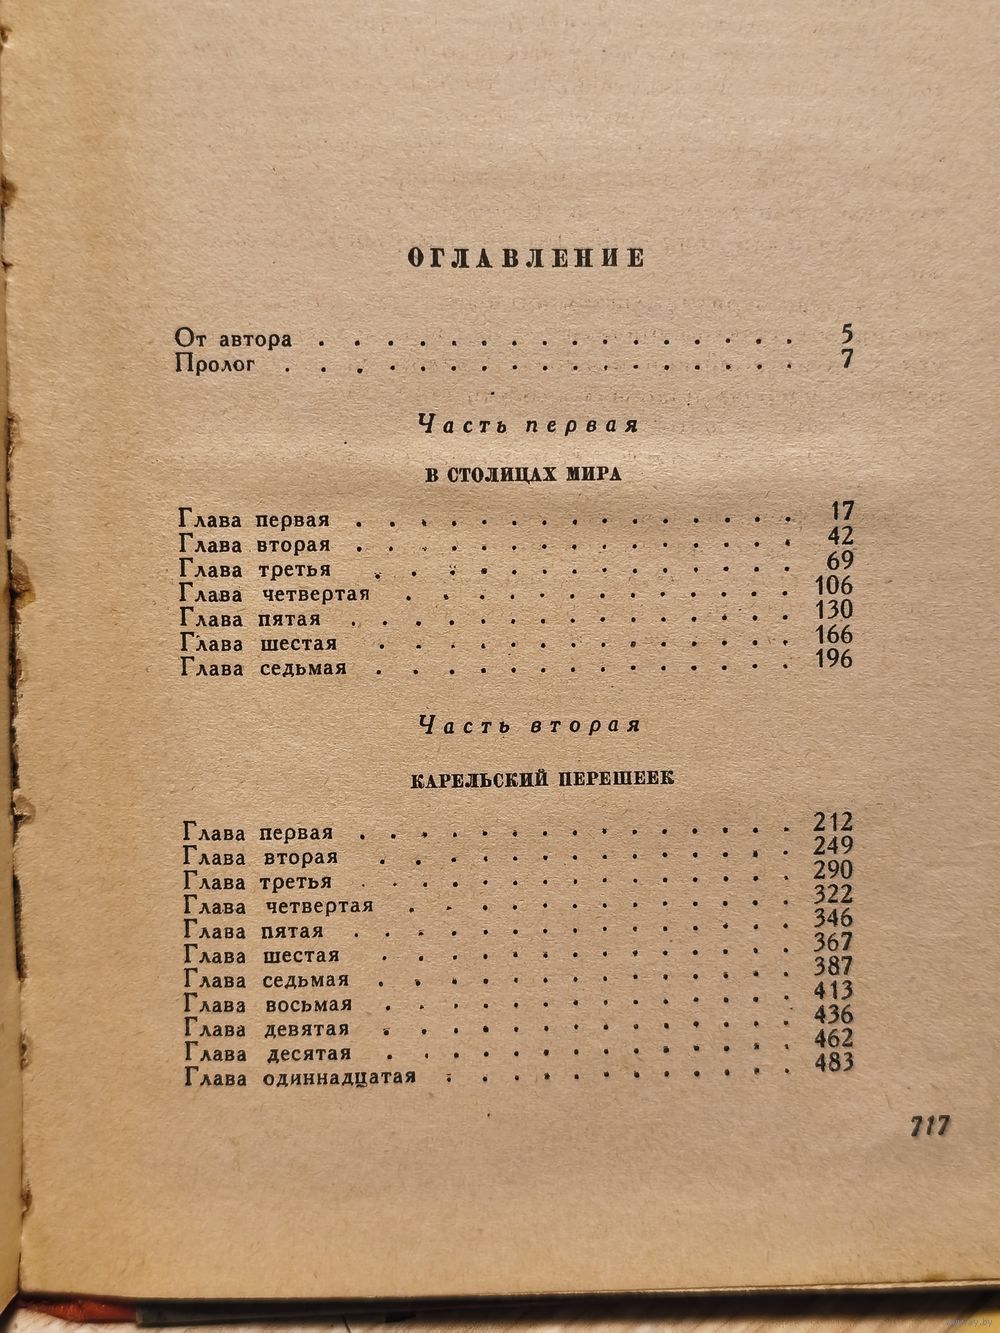 ОГЛАВЛЕНИЕ
От автора . . . . . . . . . . . . . . . 5
Пролог . . . . . . . . . . . . . . . . 7
Часть первая
В СТОЛИЦАХ МИРА
Глава первая . . . . . . . . . . . . . . 17
Глава вторая . . . . . . . . . . . . . . 42
Глава третья . . . . . . . . . . . . . . 69
Глава четвертая . . . . . . . . . . . . . 106
Глава пятая . . . . . . . . . . . . . . 130
Глава шестая . . . . . . . . . . . . . . 166
Глава седьмая . . . . . . . . . . . . . . 196
Часть вторая
КАРЕЛЬСКИЙ ПЕРЕШЕЕК
Глава первая . . . . . . . . . . . . . . 212
Глава вторая . . . . . . . . . . . . . . 249
Глава третья . . . . . . . . . . . . . . 290
Глава четвертая . . . . . . . . . . . . . 322
Глава пятая . . . . . . . . . . . . . . 346
Глава шестая . . . . . . . . . . . . . . 367
Глава седьмая . . . . . . . . . . . . . . 387
Глава восьмая . . . . . . . . . . . . . . 413
Глава девятая . . . . . . . . . . . . . . 436
Глава десятая . . . . . . . . . . . . . . 462
Глава одиннадцатая . . . . . . . . . . . . 483
717